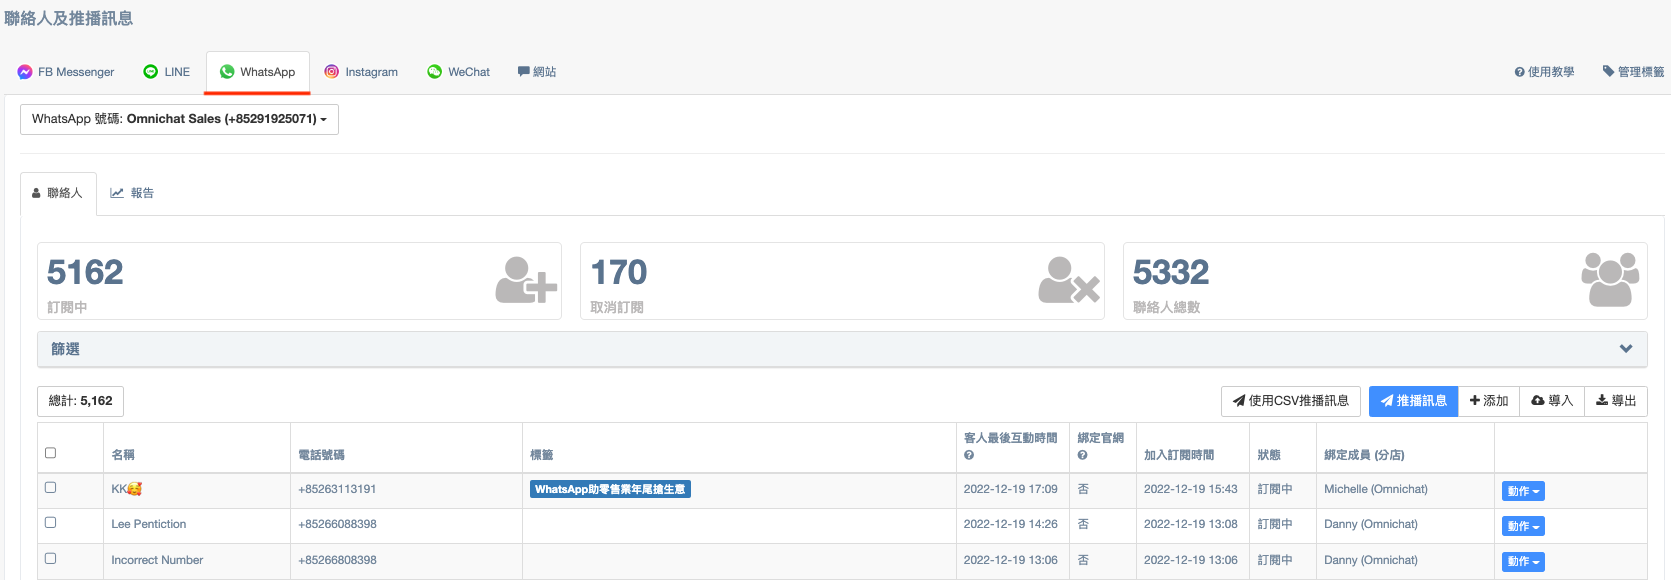 聯絡人及推播訊息
FB Messenger LINE WhatsApp Instagram WeChat 網站 使用教學 管理標籤
WhatsApp 號碼: Omnichat Sales (+85291925071)
聯絡人 報告
5162 170 5332
訂閱中 取消訂閱 聯絡人總數
篩選
總計: 5,162 使用CSV推播訊息 推播訊息 添加 導入 導出
名稱 電話號碼 標籤 客人最後互動時間 綁定官網 加入訂閱時間 狀態 綁定成員 (分店)
KK🥰 +85263113191 WhatsApp助零售業年尾搶生意 2022-12-19 17:09 否 2022-12-19 15:43 訂閱中 Michelle (Omnichat) 動作
Lee Pentiction +85266088398 2022-12-19 14:26 否 2022-12-19 13:08 訂閱中 Danny (Omnichat) 動作
Incorrect Number +85266808398 2022-12-19 13:06 否 2022-12-19 13:06 訂閱中 Danny (Omnichat) 動作